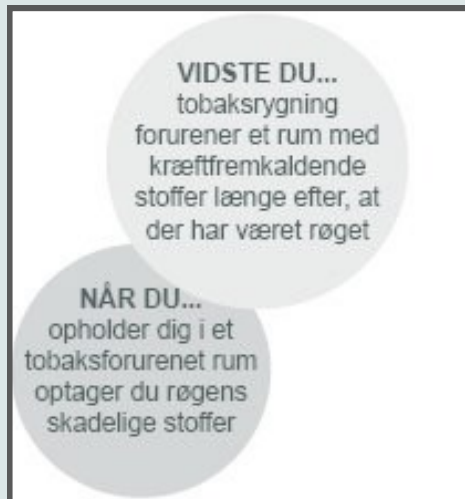 VIDSTE DU...
tobaksrygning
forurener et rum med
kræftfremkaldende
stoffer længe efter, at
der har været røget
NÅR DU...
opholder dig i et
tobaksforurenet rum
optager du røgens
skadelige stoffer